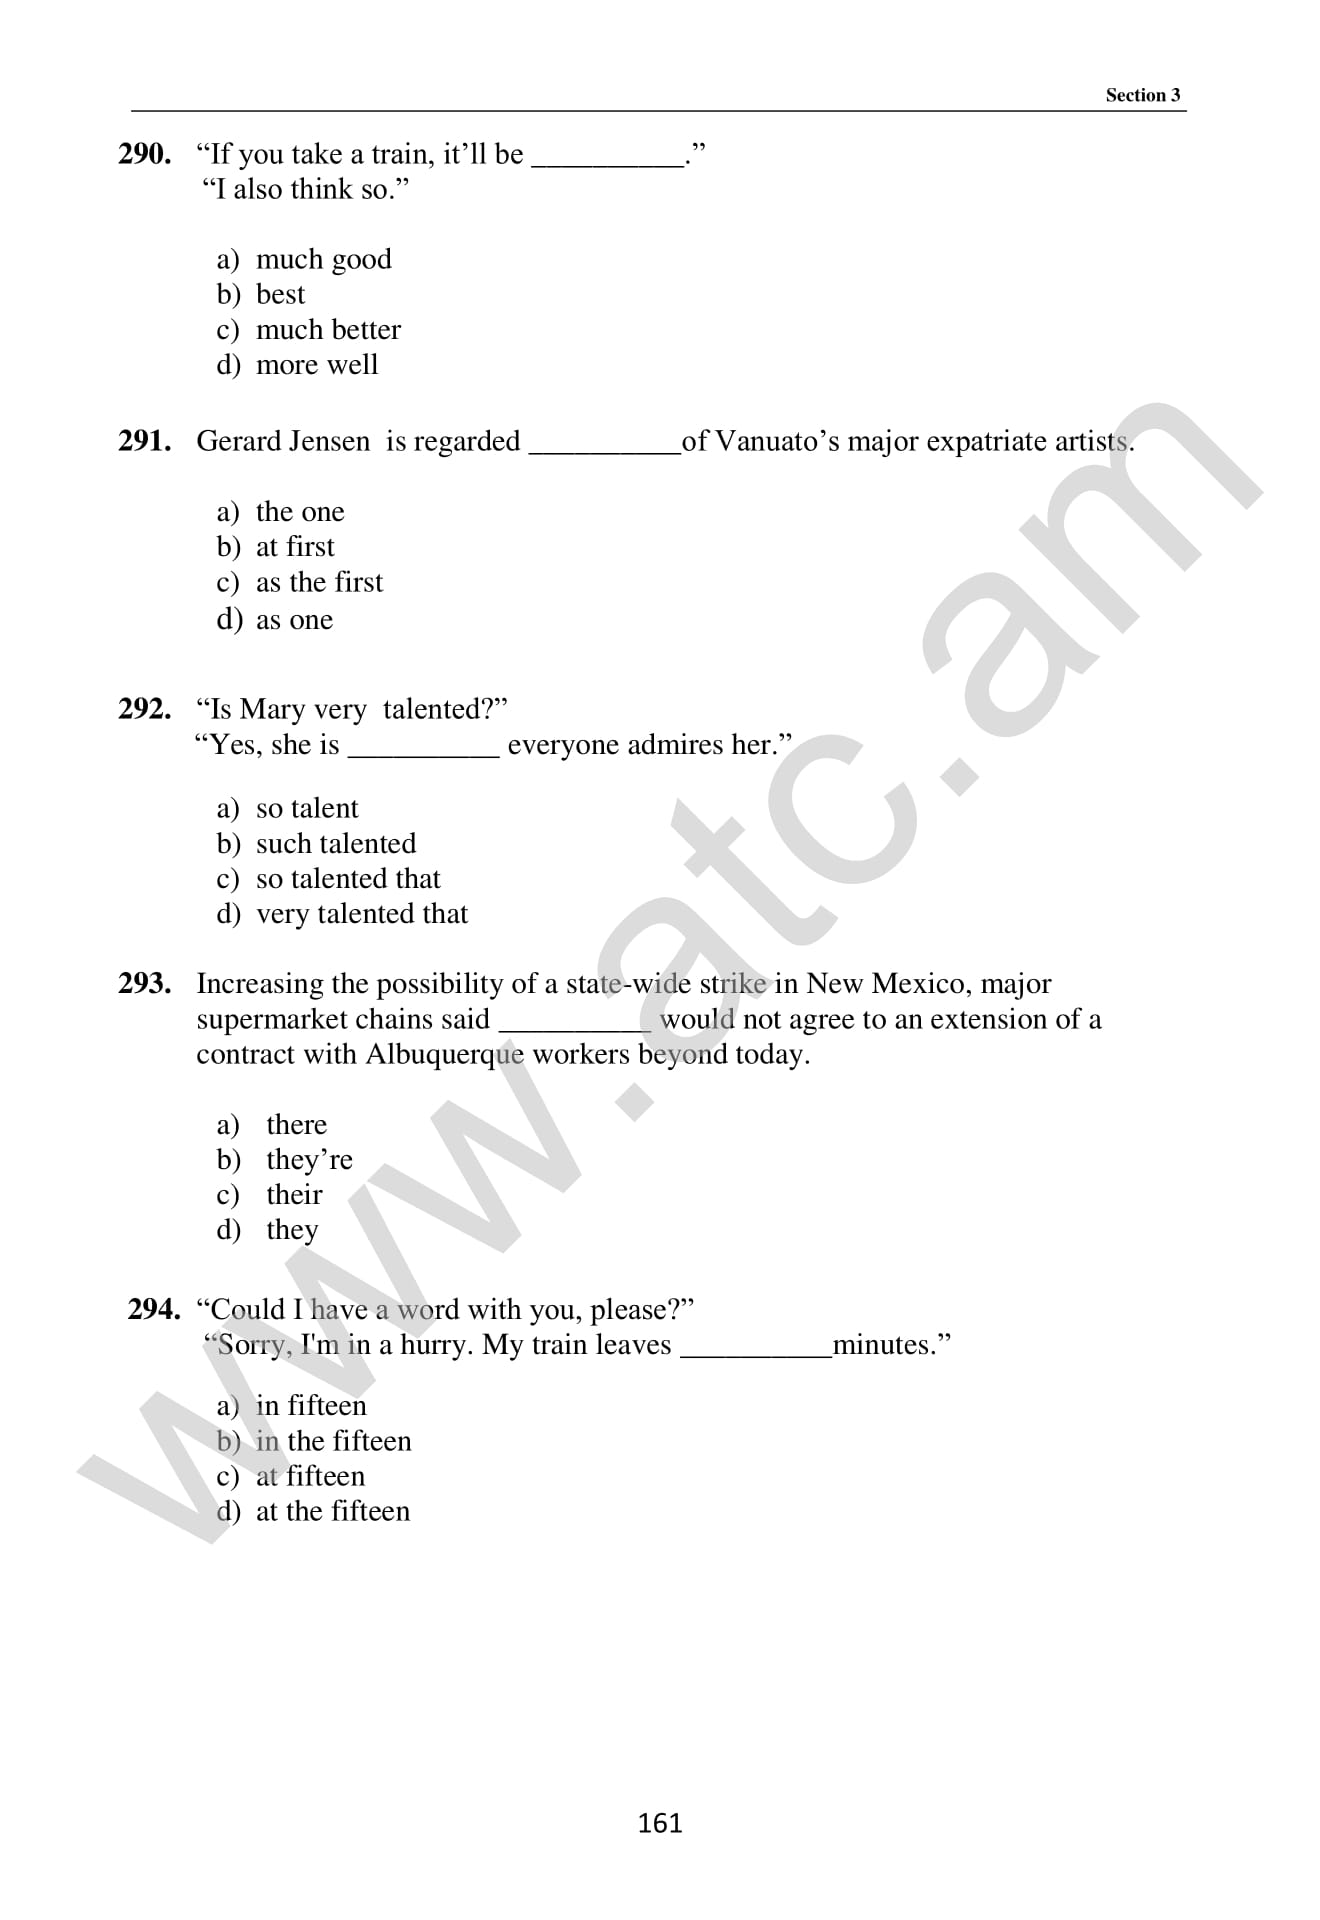 Section 3
290. “If you take a train, it’ll be __________.”
“I also think so.”
a) much good
b) best
c) much better
d) more well
291. Gerard Jensen is regarded __________of Vanuato’s major expatriate artists.
a) the one
b) at first
c) as the first
d) as one
292. “Is Mary very talented?”
“Yes, she is __________ everyone admires her.”
a) so talent
b) such talented
c) so talented that
d) very talented that
293. Increasing the possibility of a state-wide strike in New Mexico, major
supermarket chains said __________ would not agree to an extension of a
contract with Albuquerque workers beyond today.
a) there
b) they’re
c) their
d) they
294. “Could I have a word with you, please?”
“Sorry, I'm in a hurry. My train leaves __________minutes.”
a) in fifteen
b) in the fifteen
c) at fifteen
d) at the fifteen
161
www.atc.am